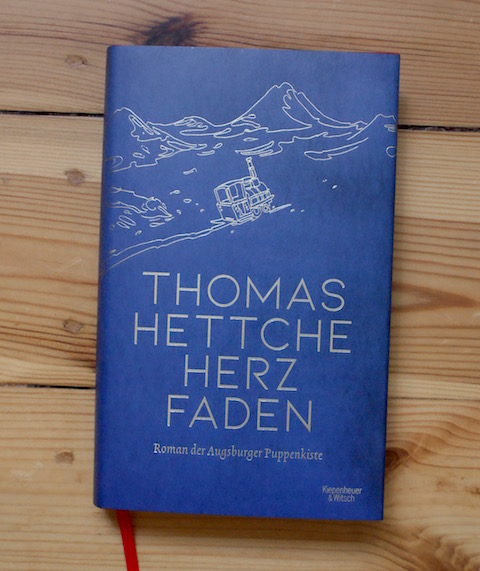 THOMAS
HETTCHE
HERZ
FADEN
Roman der Augsburger Puppenkiste
Kiepenheuer
& Witsch